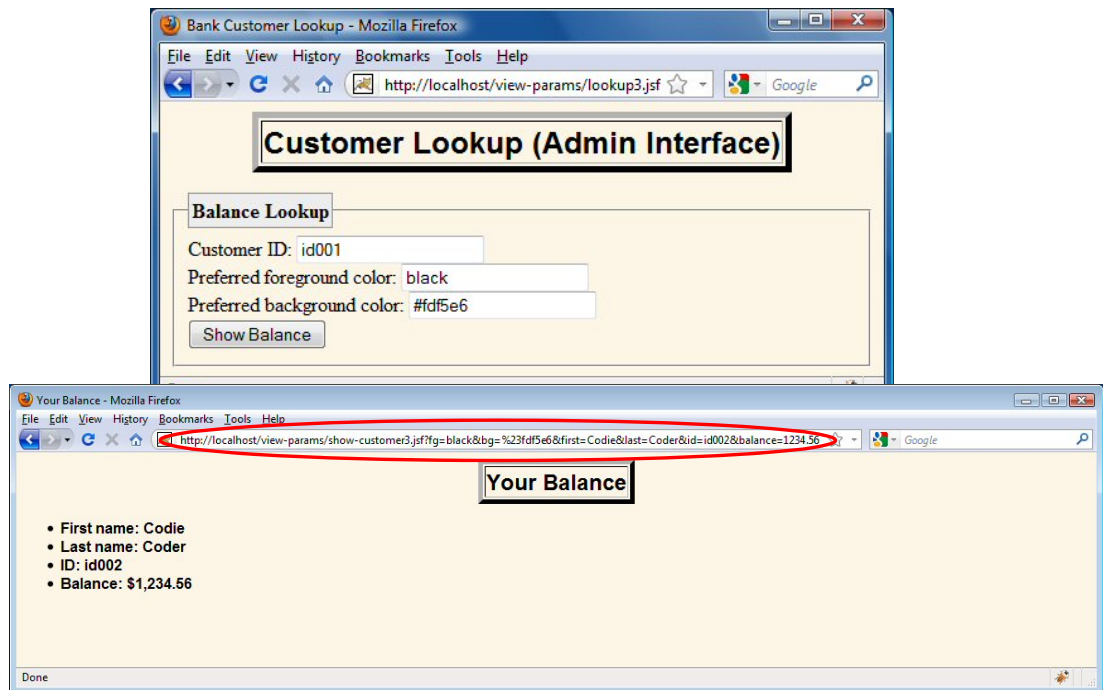 Bank Customer Lookup - Mozilla Firefox
File Edit View History Bookmarks Tools Help
http://localhost/view-params/lookup3.jsf Google
Customer Lookup (Admin Interface)
Balance Lookup
Customer ID: id001
Preferred foreground color: black
Preferred background color: #fdf5e6
Show Balance
Your Balance - Mozilla Firefox
File Edit View History Bookmarks Tools Help
http://localhost/view-params/show-customer3.jsf?fg=black&bg=%23fdf5e6&first=Codie&last=Coder&id=id002&balance=1234.56 Google
Your Balance
• First name: Codie
• Last name: Coder
• ID: id002
• Balance: $1,234.56
Done